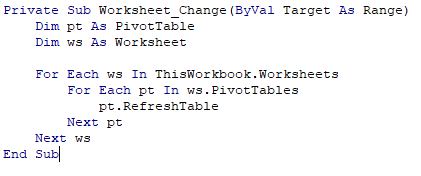 Private Sub Worksheet_Change(ByVal Target As Range)
    Dim pt As PivotTable
    Dim ws As Worksheet

    For Each ws In ThisWorkbook.Worksheets
        For Each pt In ws.PivotTables
            pt.RefreshTable
        Next pt
    Next ws
End Sub